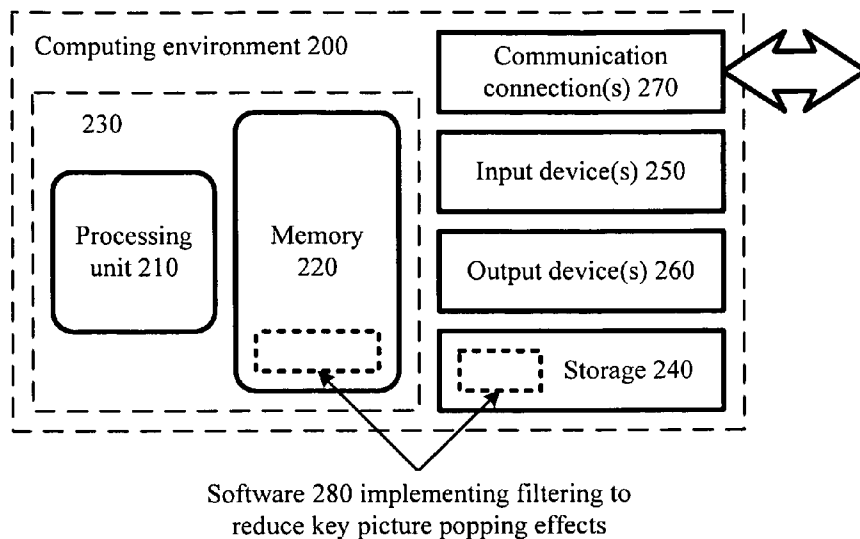 Computing environment 200
Communication
connection(s) 270
230
Processing
unit 210
Memory
220
Input device(s) 250
Output device(s) 260
Storage 240
Software 280 implementing filtering to
reduce key picture popping effects